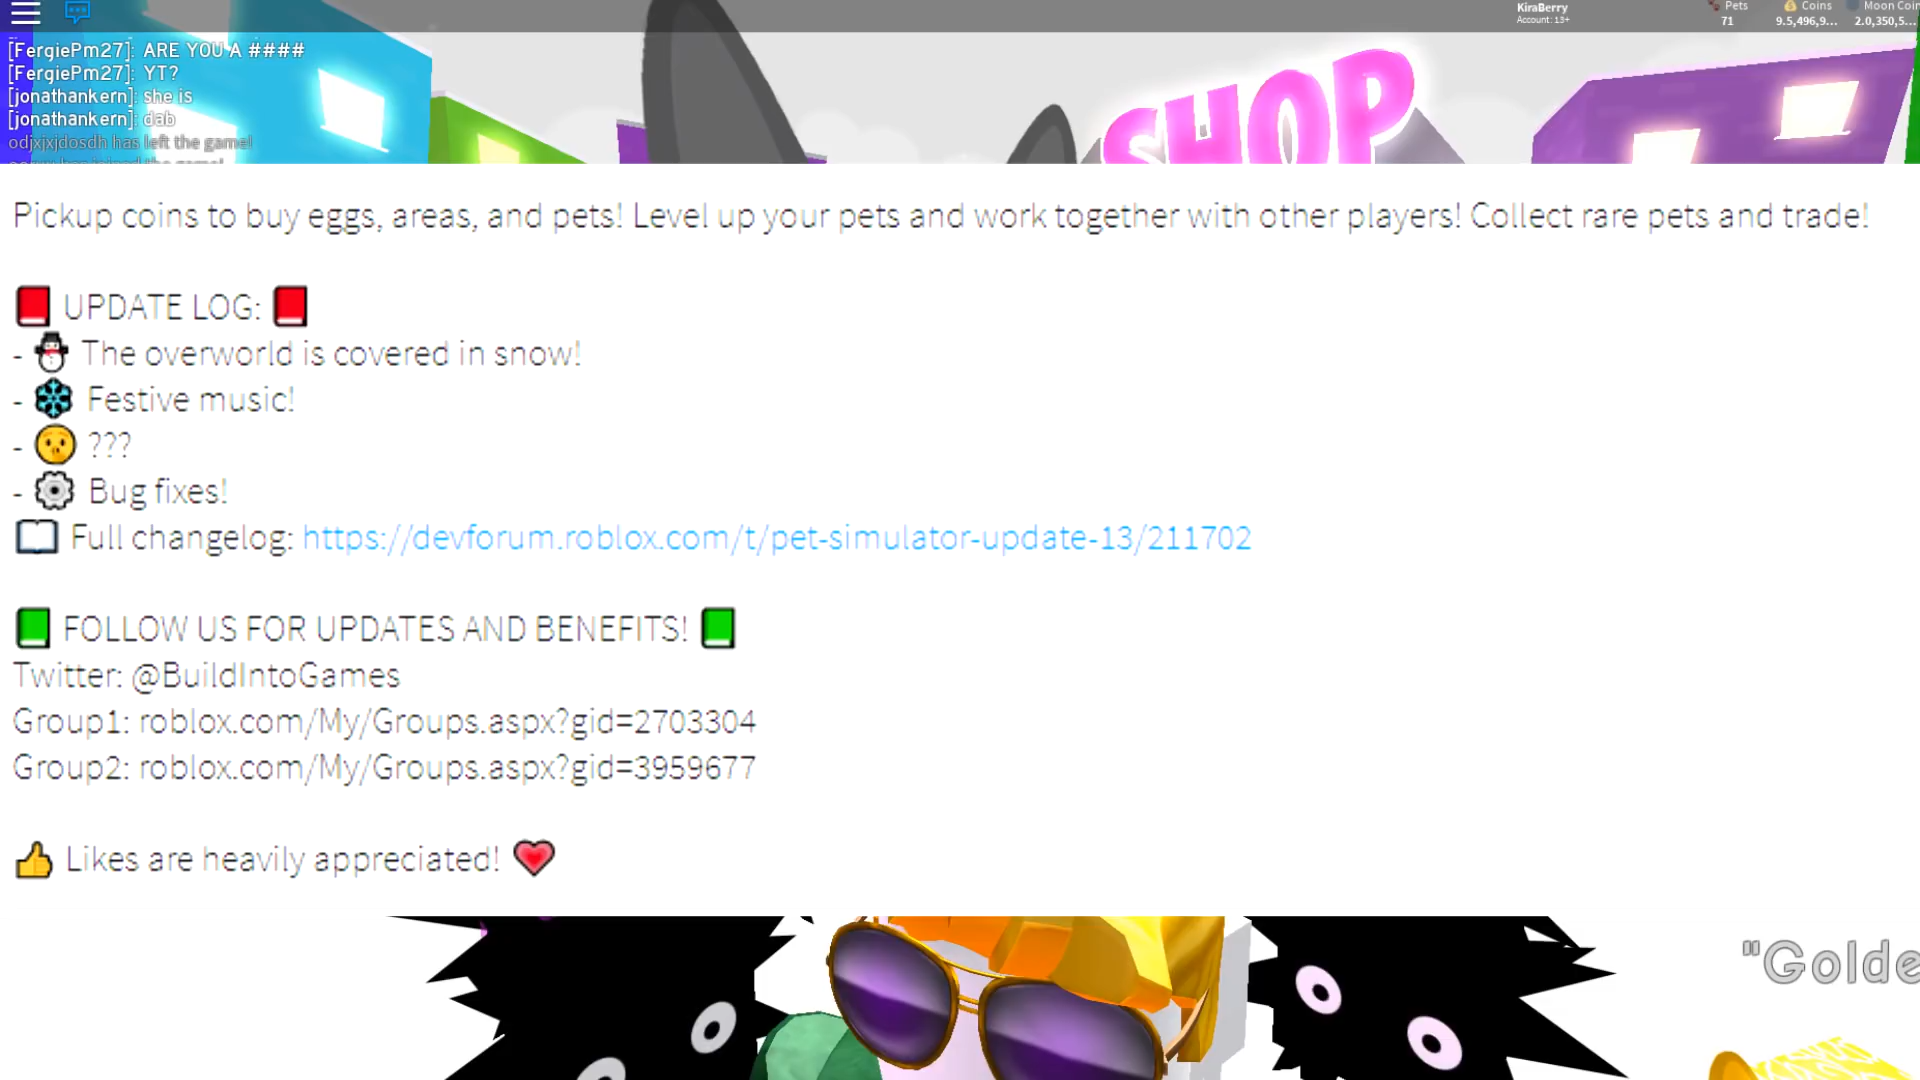 KiraBerry
Account: 13+
Pets
71
Coins
9.5,496,9...
Moon Coin
2.0,350,5...
[FergiePm27]: ARE YOU A ####
[FergiePm27]: YT?
[jonathankern]: she is
[jonathankern]: dab
odjxjxjdosdh has left the game!
has joined the game!
SHOP
Pickup coins to buy eggs, areas, and pets! Level up your pets and work together with other players! Collect rare pets and trade!
UPDATE LOG:
- The overworld is covered in snow!
- Festive music!
- ???
- Bug fixes!
Full changelog: https://devforum.roblox.com/t/pet-simulator-update-13/211702
FOLLOW US FOR UPDATES AND BENEFITS!
Twitter: @BuildIntoGames
Group1: roblox.com/My/Groups.aspx?gid=2703304
Group2: roblox.com/My/Groups.aspx?gid=3959677
Likes are heavily appreciated!
"Golde